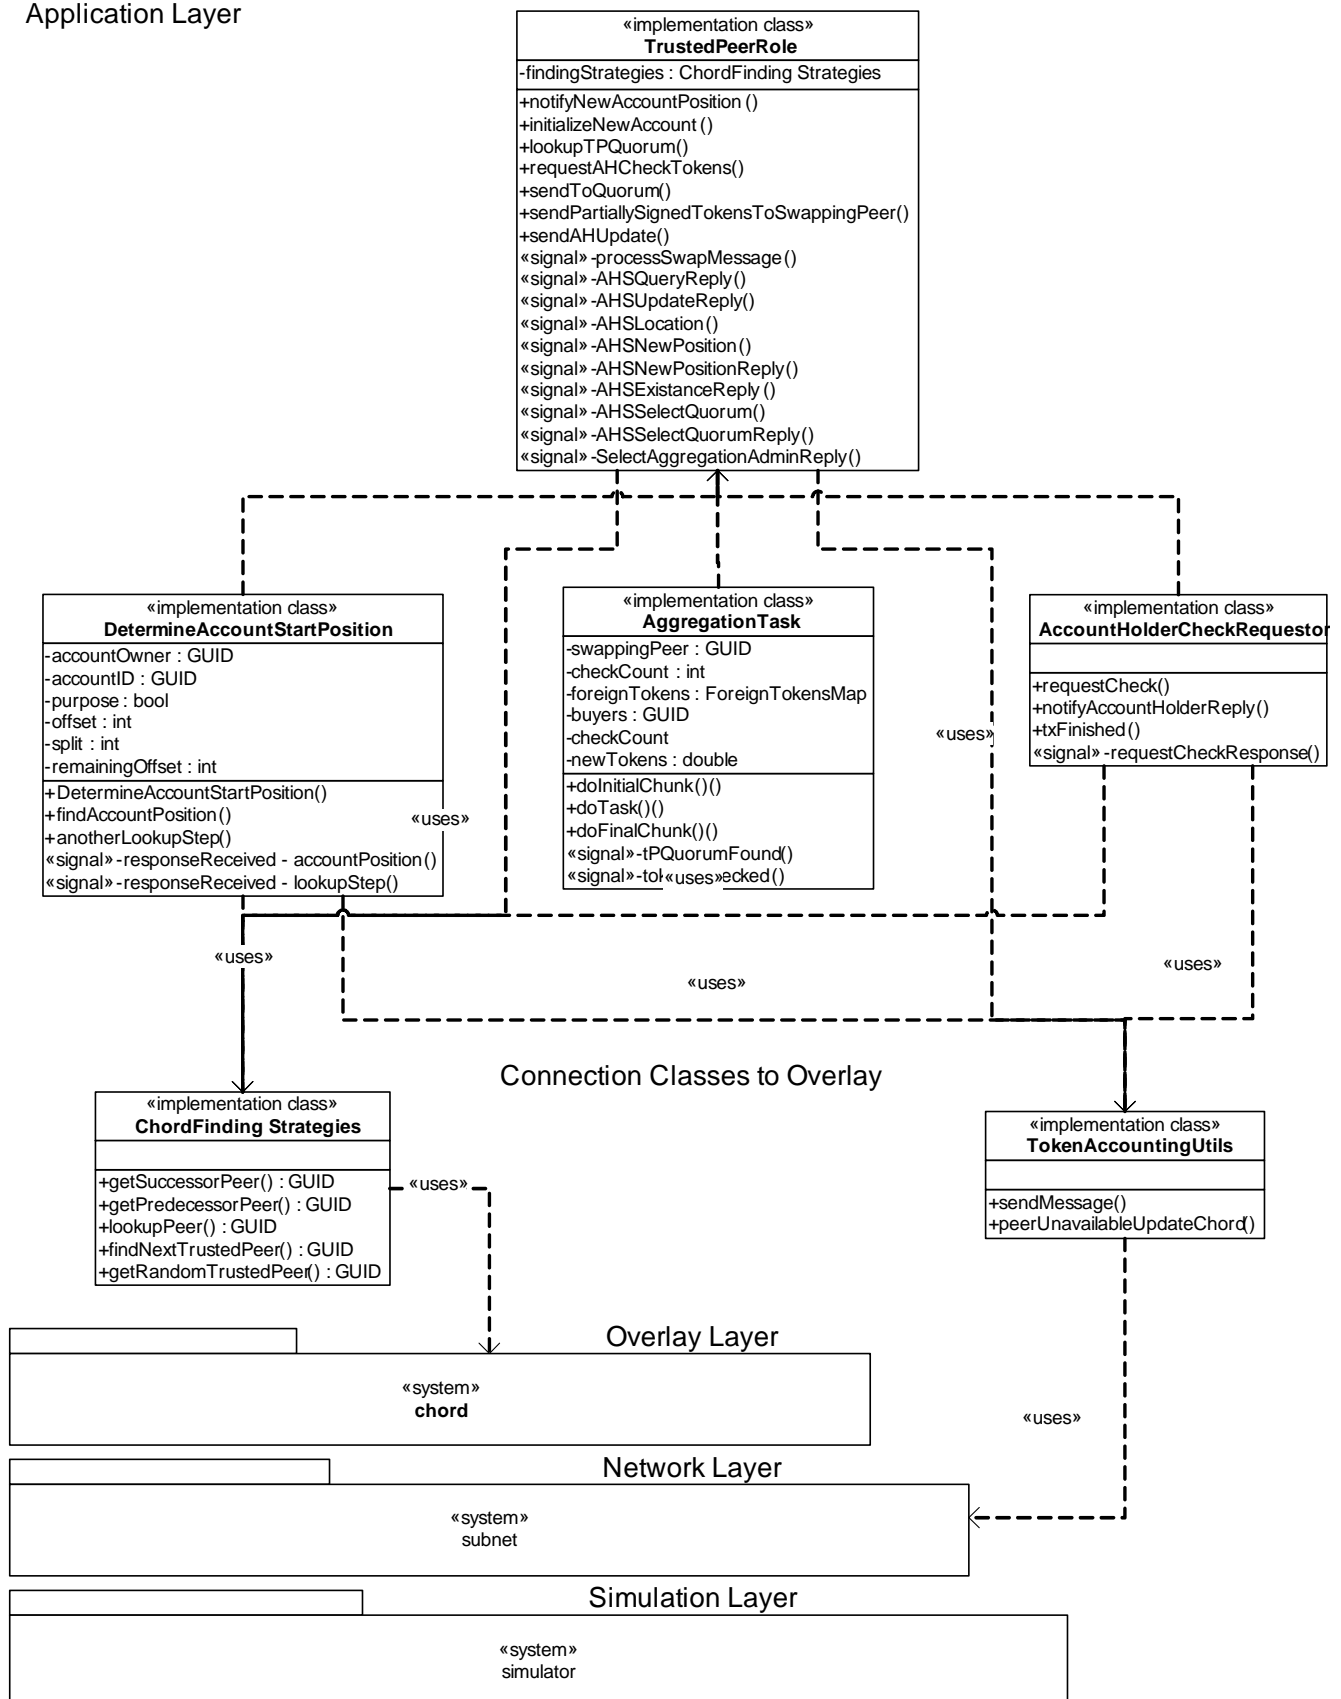 Application Layer
«implementation class»
TrustedPeerRole
-findingStrategies : ChordFinding Strategies
+notifyNewAccountPosition ()
+initializeNewAccount ()
+lookupTPQuorum()
+requestAHCheckTokens()
+sendToQuorum()
+sendPartiallySignedTokensToSwappingPeer()
+sendAHUpdate()
«signal» -processSwapMessage()
«signal» -AHSQueryReply()
«signal» -AHSUpdateReply()
«signal» -AHSLocation()
«signal» -AHSNewPosition()
«signal» -AHSNewPositionReply()
«signal» -AHSExistanceReply ()
«signal» -AHSSelectQuorum()
«signal» -AHSSelectQuorumReply()
«signal» -SelectAggregationAdminReply()
«implementation class»
DetermineAccountStartPosition
-accountOwner : GUID
-accountID : GUID
-purpose : bool
-offset : int
-split : int
-remainingOffset : int
+DetermineAccountStartPosition()
+findAccountPosition()
+anotherLookupStep()
«signal» -responseReceived - accountPosition()
«signal» -responseReceived - lookupStep()
«uses»
«implementation class»
AggregationTask
-swappingPeer : GUID
-checkCount : int
-foreignTokens : ForeignTokensMap
-buyers : GUID
-checkCount
-newTokens : double
+doInitialChunk()()
+doTask()()
+doFinalChunk()()
«signal» -tPQuorumFound()
«signal» -to
«uses»
ecked()
«uses»
«implementation class»
AccountHolderCheckRequestor
+requestCheck()
+notifyAccountHolderReply()
+txFinished()
«signal» -requestCheckResponse()
«uses»
«uses»
«uses»
Connection Classes to Overlay
«implementation class»
ChordFinding Strategies
+getSuccessorPeer() : GUID
+getPredecessorPeer() : GUID
+lookupPeer() : GUID
+findNextTrustedPeer() : GUID
+getRandomTrustedPeer() : GUID
«uses»
«implementation class»
TokenAccountingUtils
+sendMessage()
+peerUnavailableUpdateChord()
Overlay Layer
«system»
chord
«uses»
Network Layer
«system»
subnet
Simulation Layer
«system»
simulator